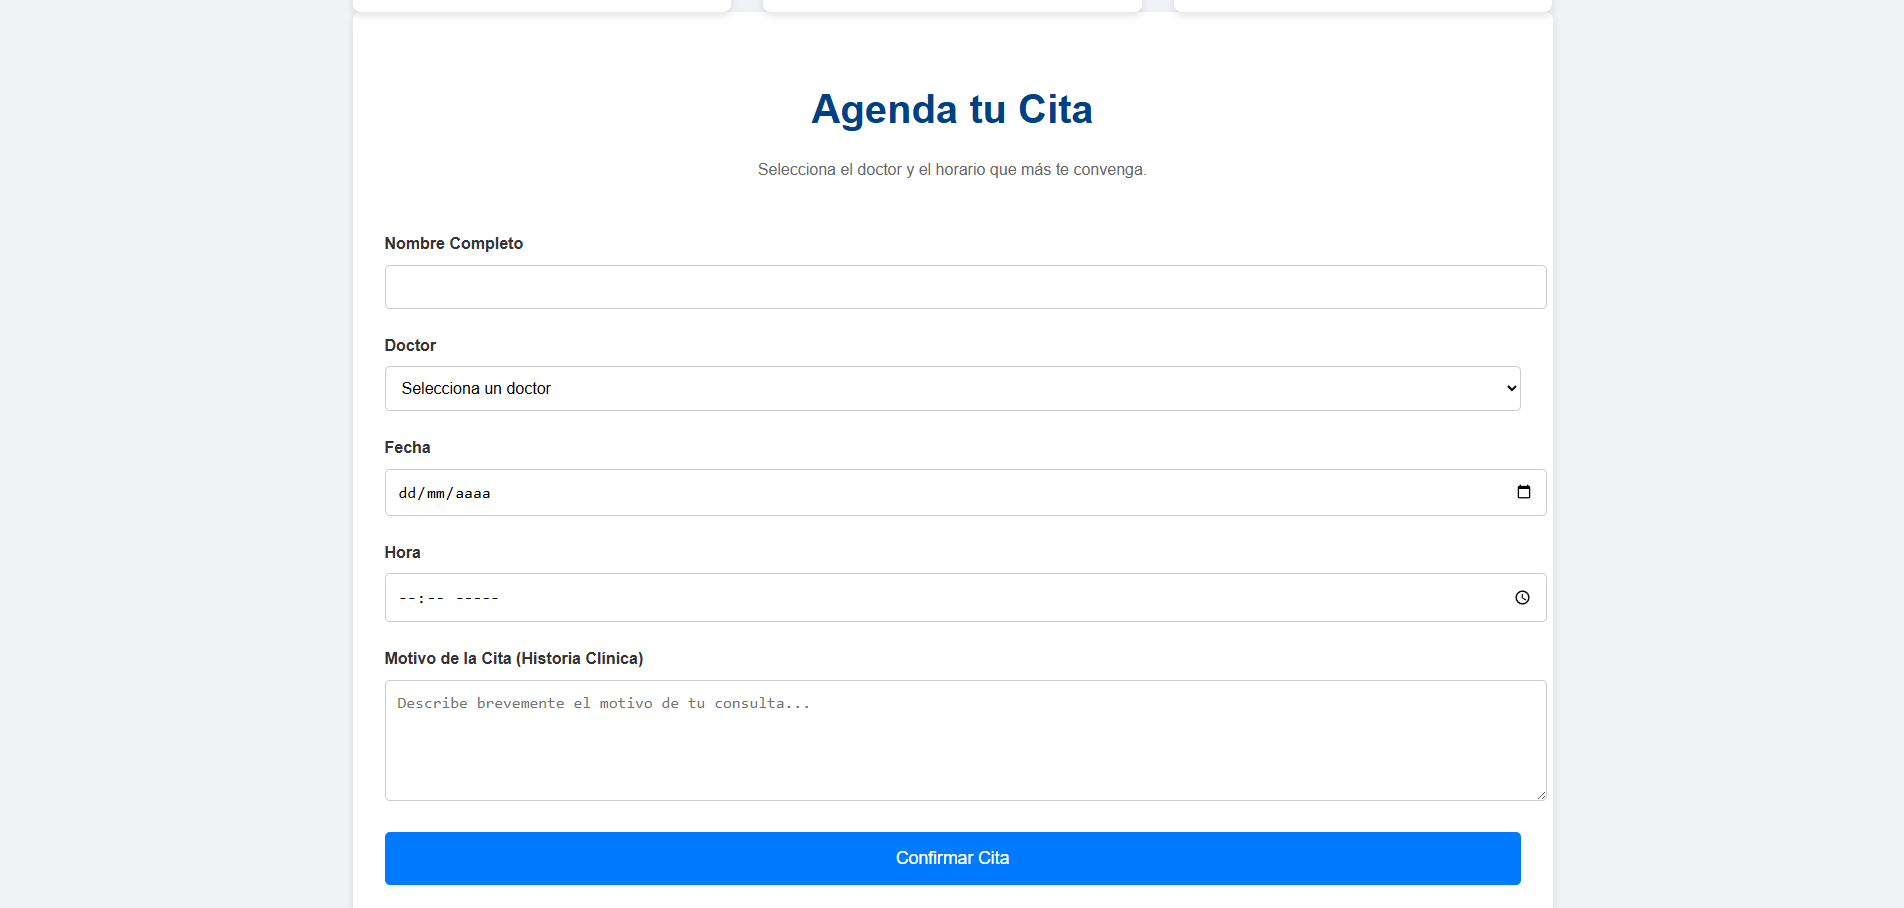 Agenda tu Cita
Selecciona el doctor y el horario que más te convenga.
Nombre Completo
Doctor
Selecciona un doctor
Fecha
dd/mm/aaaa
Hora
--:-- -----
Motivo de la Cita (Historia Clínica)
Describe brevemente el motivo de tu consulta...
Confirmar Cita